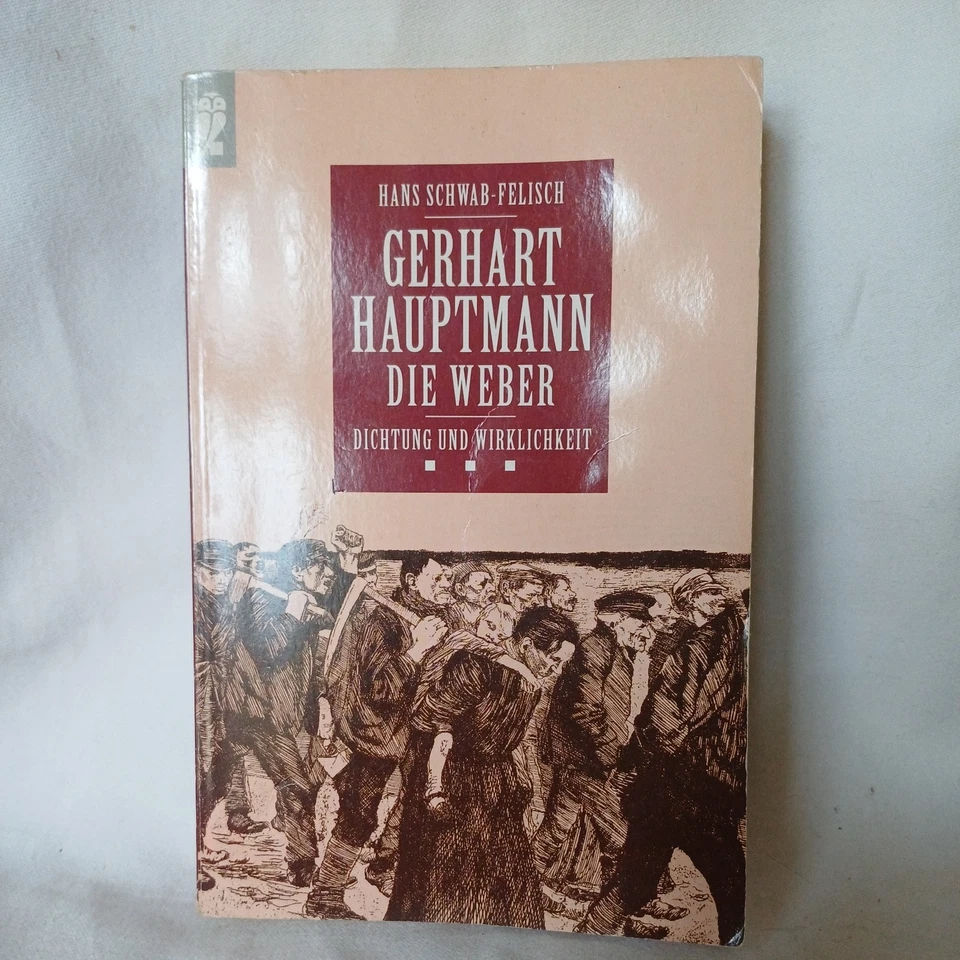 HANS SCHWAB-FELISCH
GERHART
HAUPTMANN
DIE WEBER
DICHTUNG UND WIRKLICHKEIT